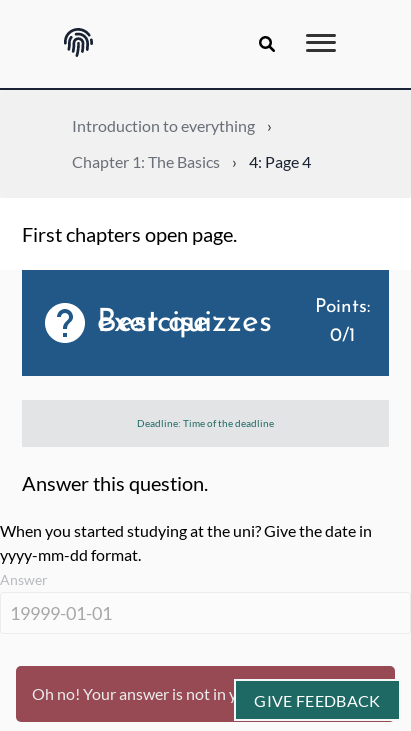 Introduction to everything ›
Chapter 1: The Basics › 4: Page 4
First chapters open page.
Exercise
Best quizzes
Points:
0/1
Deadline: Time of the deadline
Answer this question.
When you started studying at the uni? Give the date in
yyyy-mm-dd format.
Answer
19999-01-01
Oh no! Your answer is not in
GIVE FEEDBACK